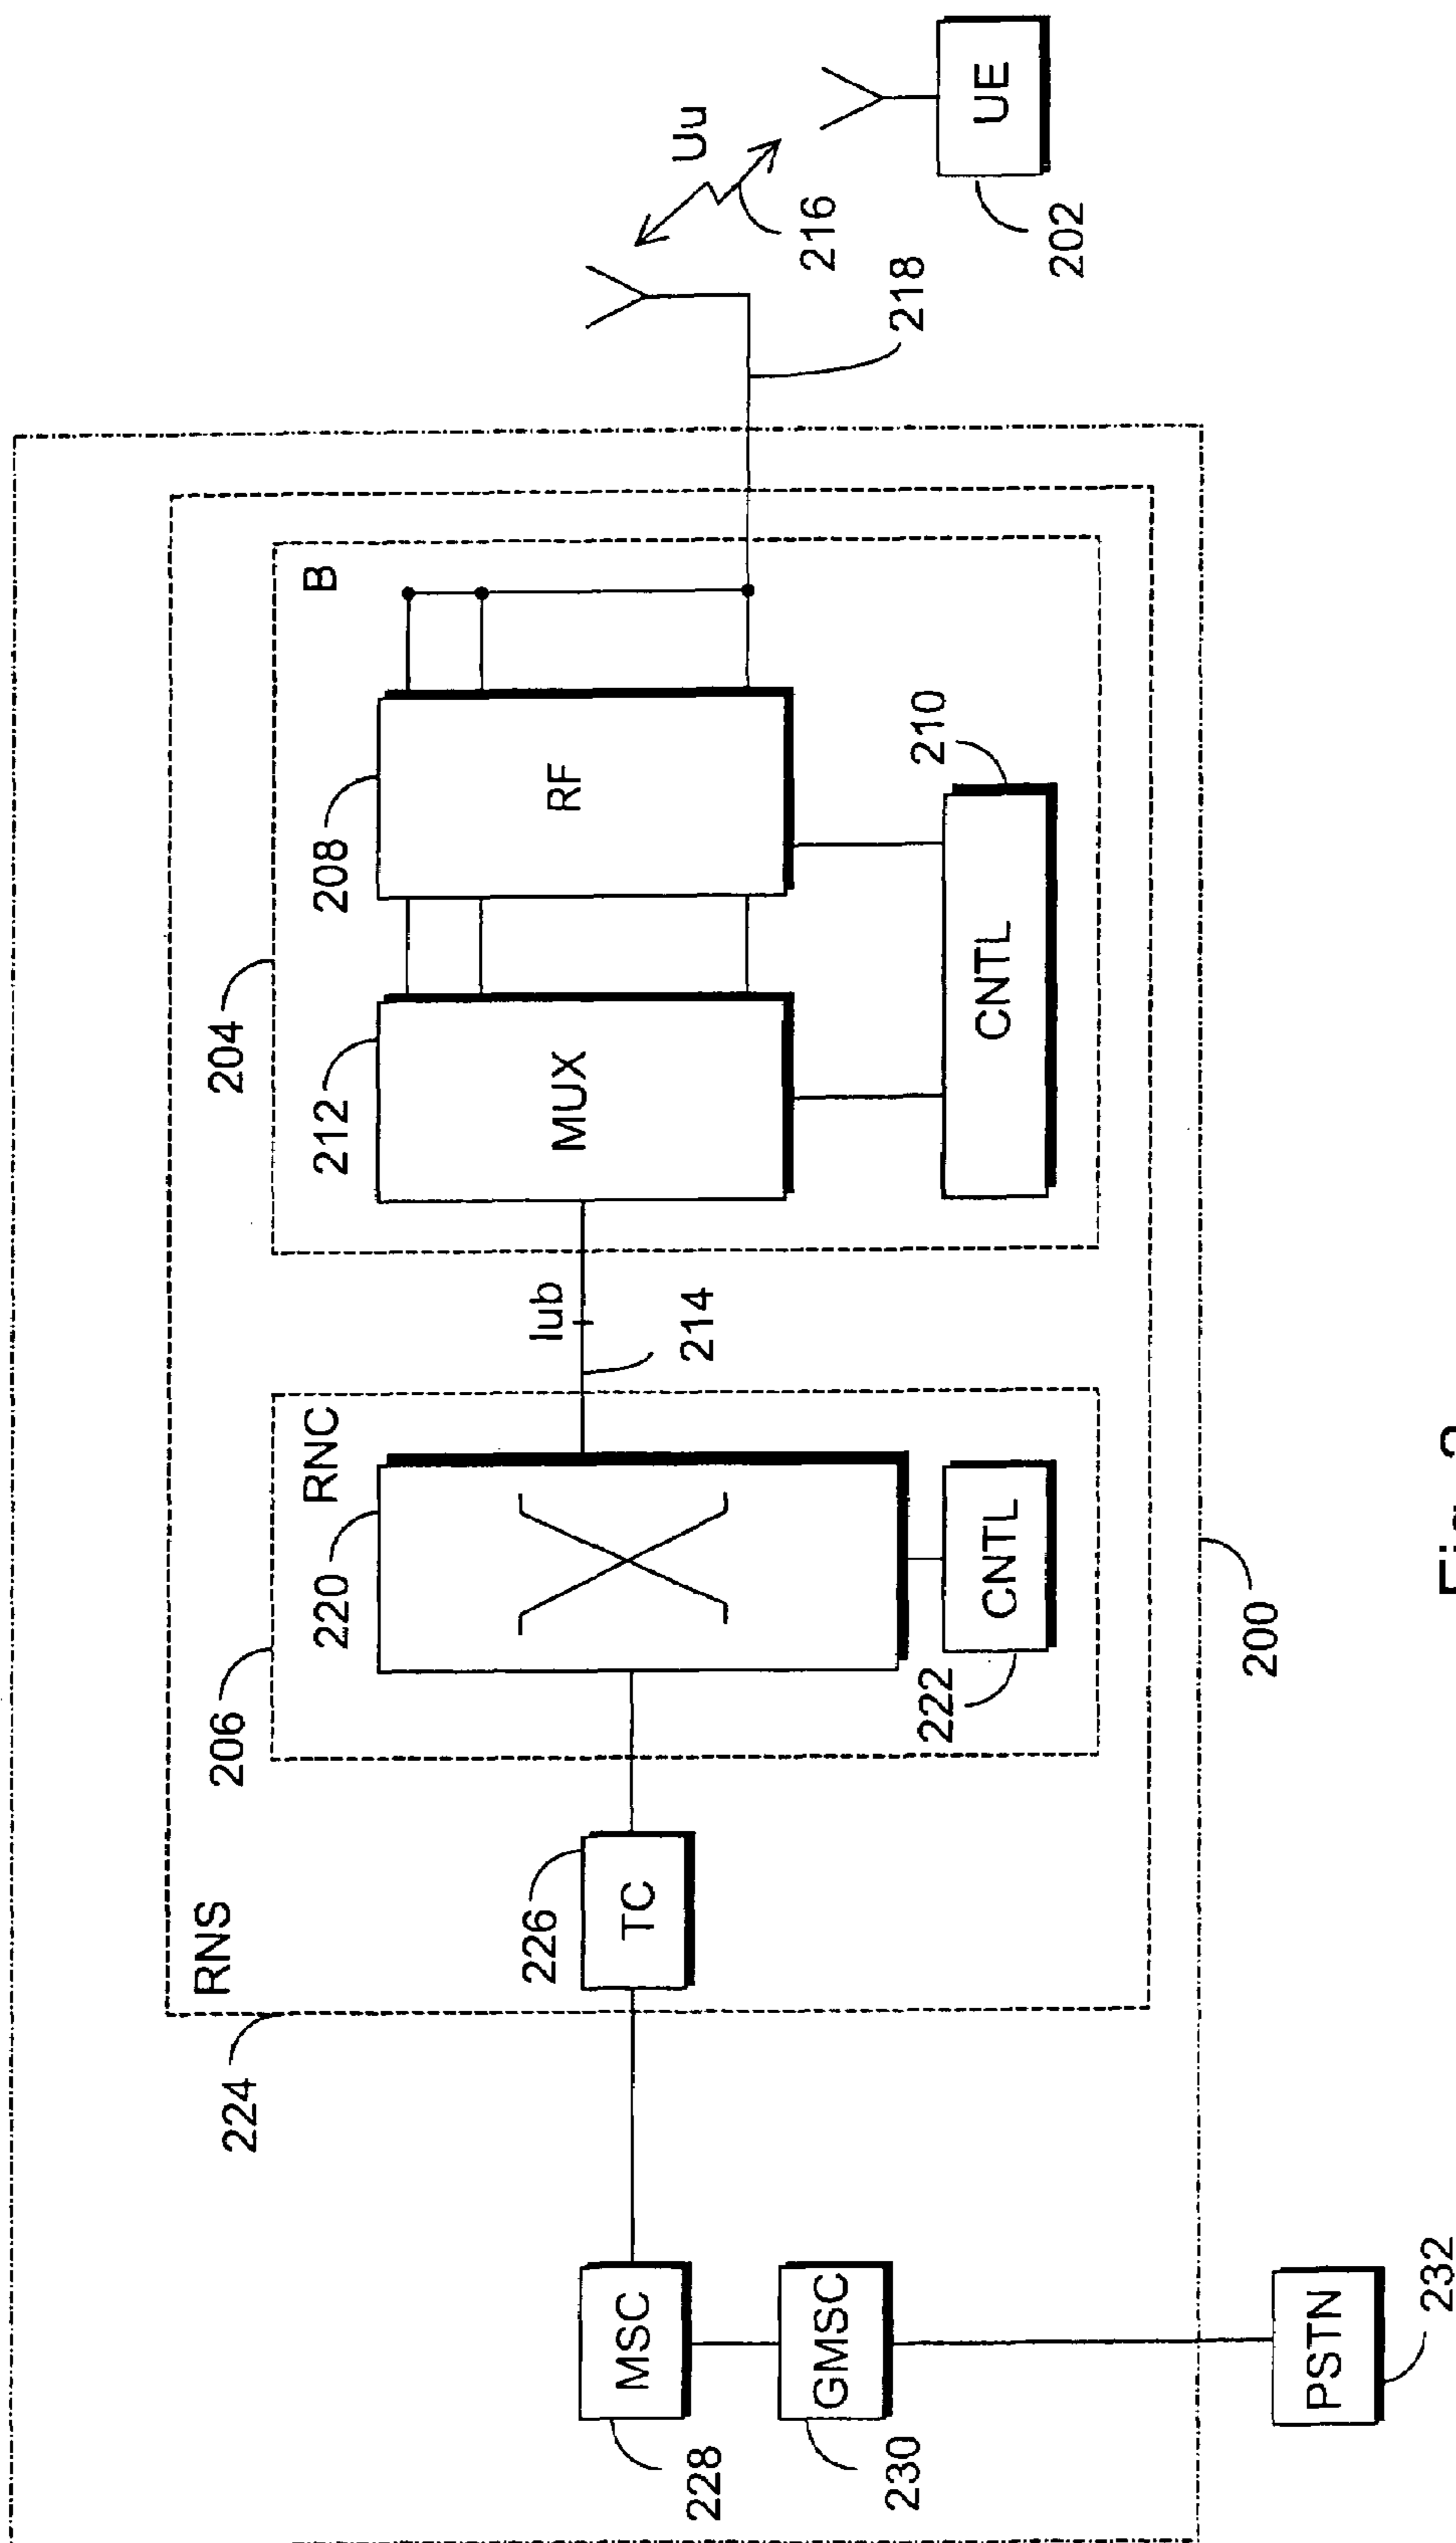 RNS
224
206
204
RNC
B
220
212
208
226
Iub
TC
MUX
RF
MSC
228
214
Uu
GMSC
230
216
222
CNTL
CNTL
210
218
UE
202
200
PSTN
232
Fig